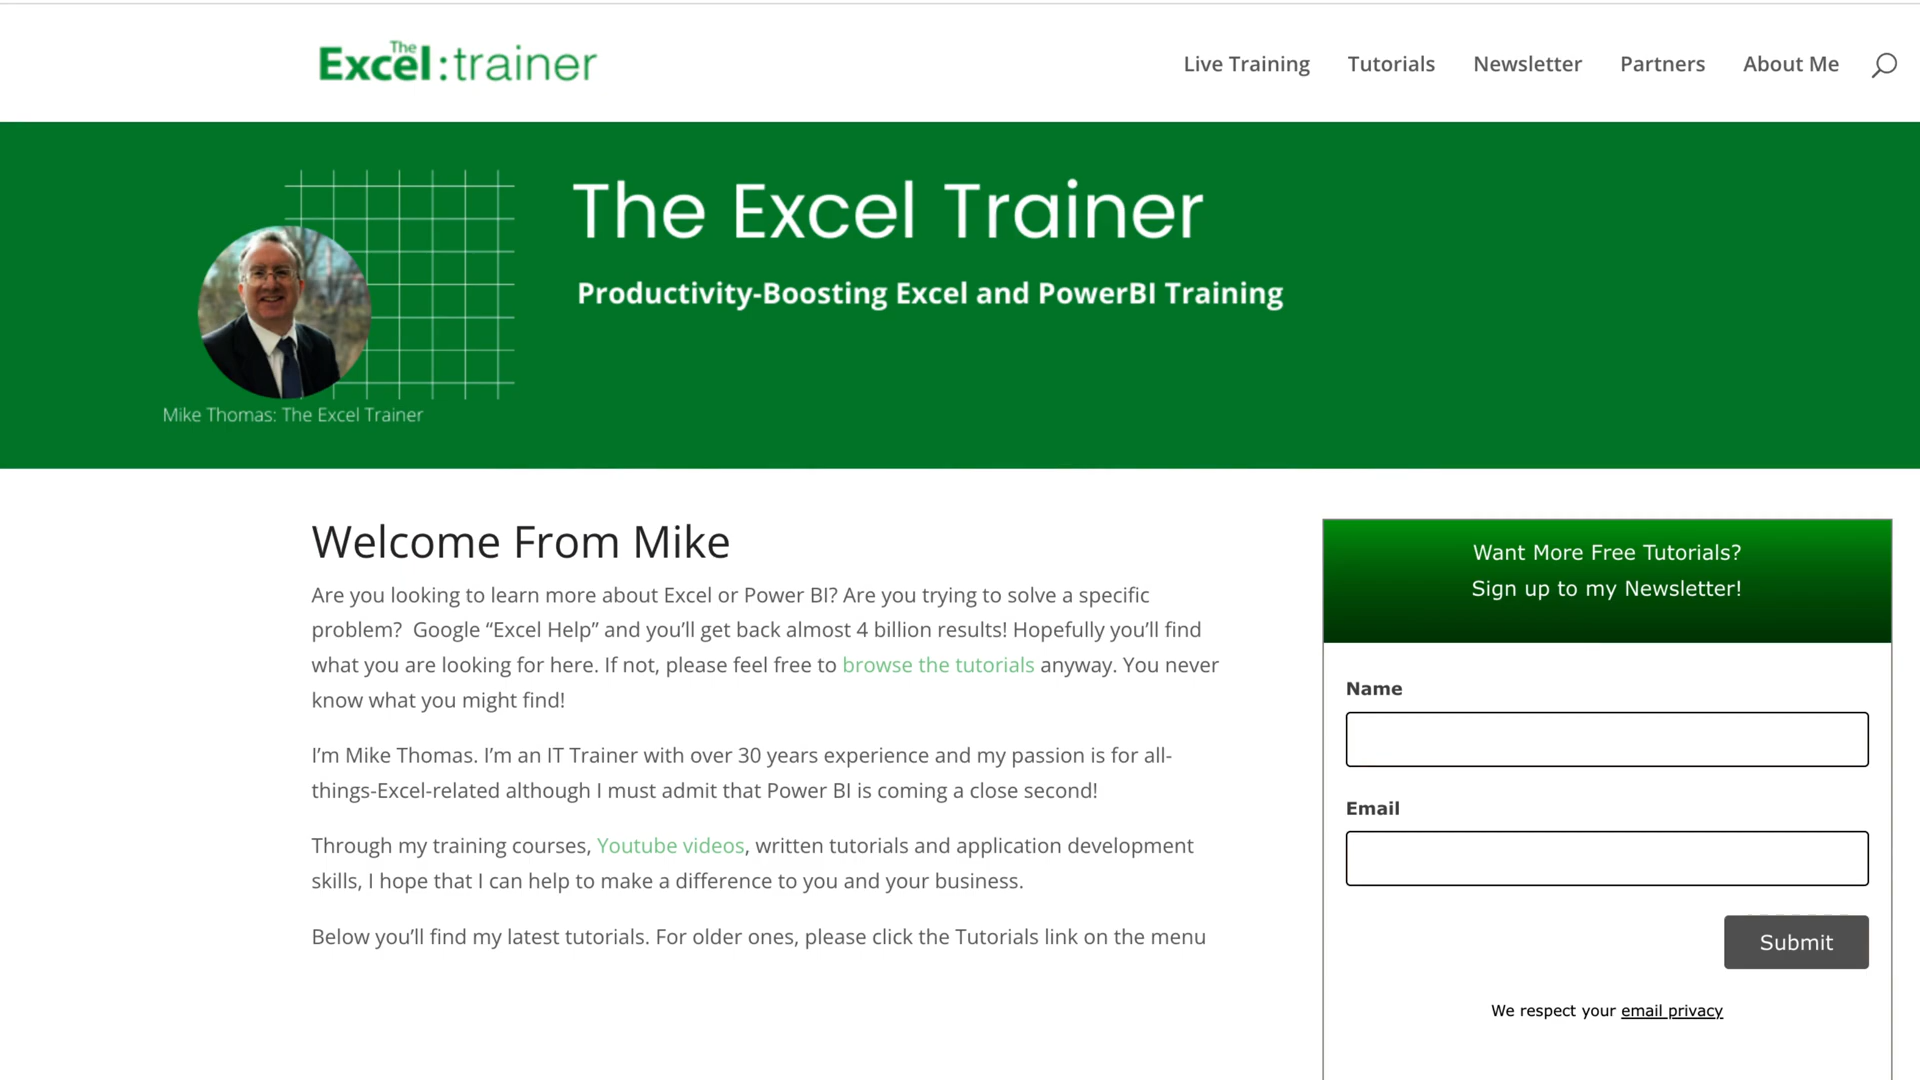 The
Excel:trainer
Live Training
Tutorials
Newsletter
Partners
About Me
The Excel Trainer
Productivity-Boosting Excel and PowerBI Training
Mike Thomas: The Excel Trainer
Welcome From Mike
Are you looking to learn more about Excel or Power BI? Are you trying to solve a specific
problem?  Google “Excel Help” and you’ll get back almost 4 billion results! Hopefully you’ll find
what you are looking for here. If not, please feel free to browse the tutorials anyway. You never
know what you might find!
I’m Mike Thomas. I’m an IT Trainer with over 30 years experience and my passion is for all-
things-Excel-related although I must admit that Power BI is coming a close second!
Through my training courses, Youtube videos, written tutorials and application development
skills, I hope that I can help to make a difference to you and your business.
Below you’ll find my latest tutorials. For older ones, please click the Tutorials link on the menu
Want More Free Tutorials?
Sign up to my Newsletter!
Name
Email
Submit
We respect your email privacy